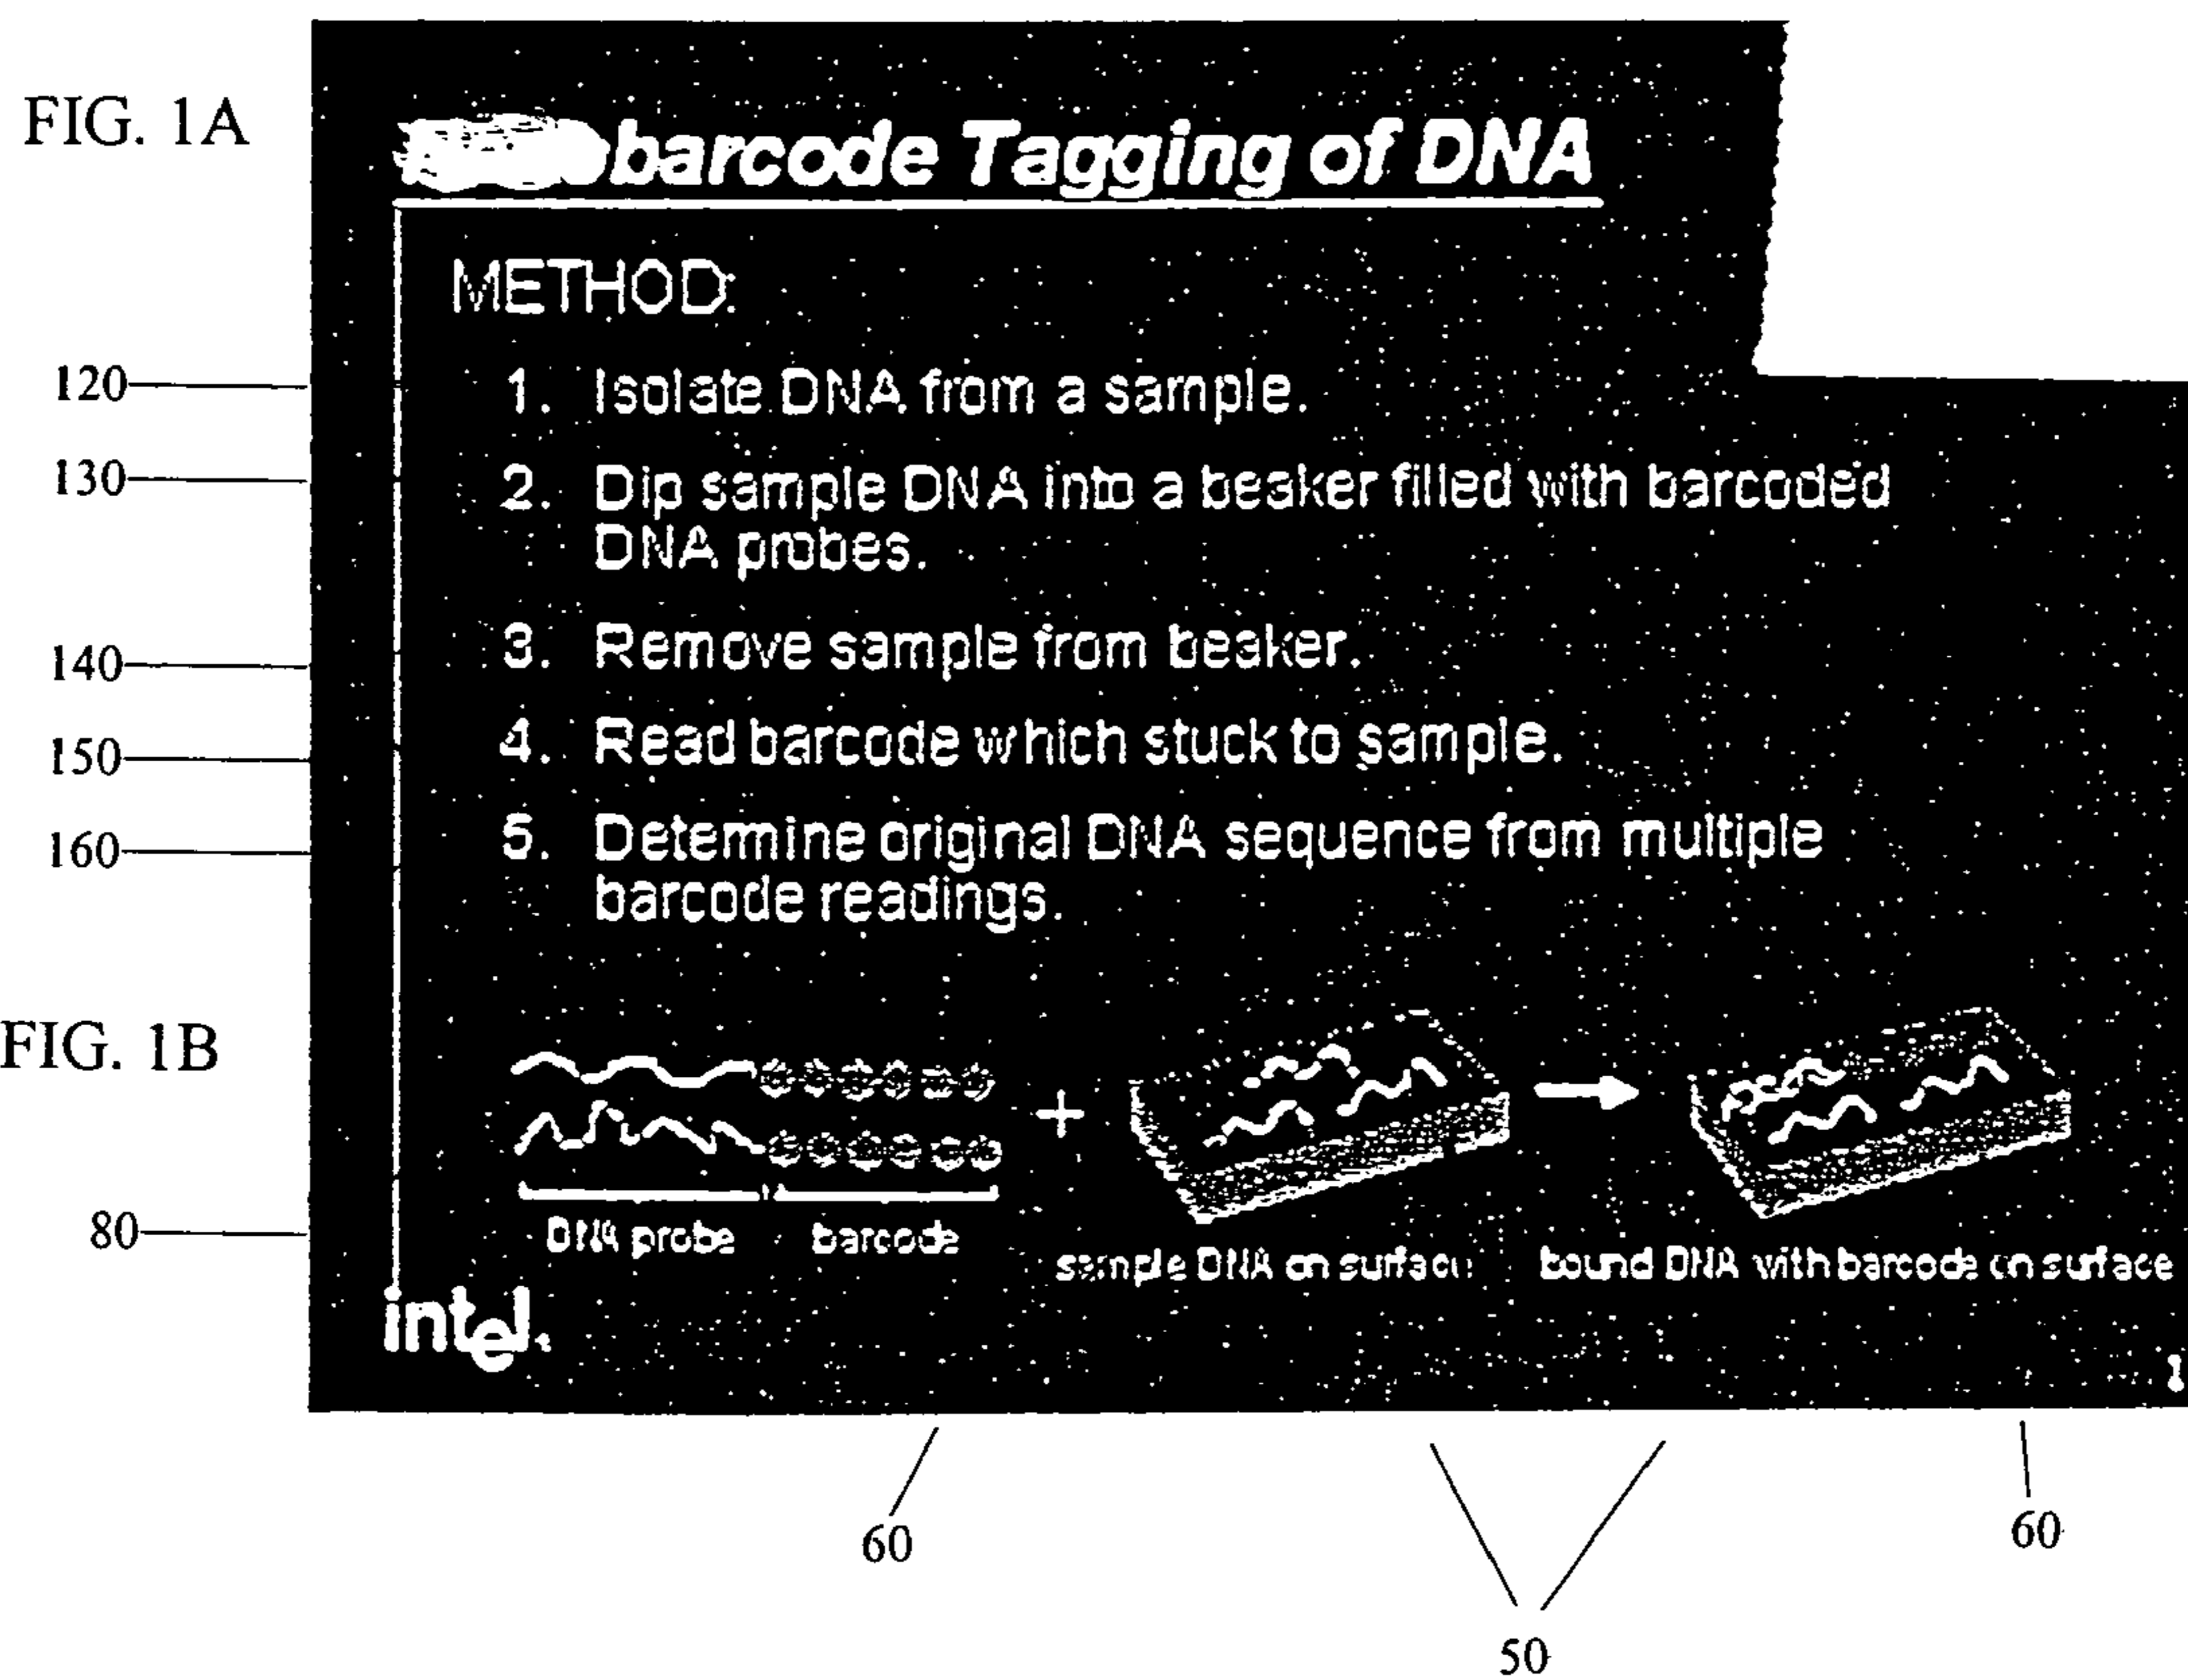 FIG. 1A
barcode Tagging of DNA
METHOD:
120
1. Isolate DNA from a sample.
130
2. Dip sample DNA into a beaker filled with barcoded
DNA probes.
140
3. Remove sample from beaker.
150
4. Read barcode which stuck to sample.
160
5. Determine original DNA sequence from multiple
barcode readings.
FIG. 1B
+
80
DNA probe
barcode
sample DNA on surface
bound DNA with barcode on surface
intel.
60
60
50